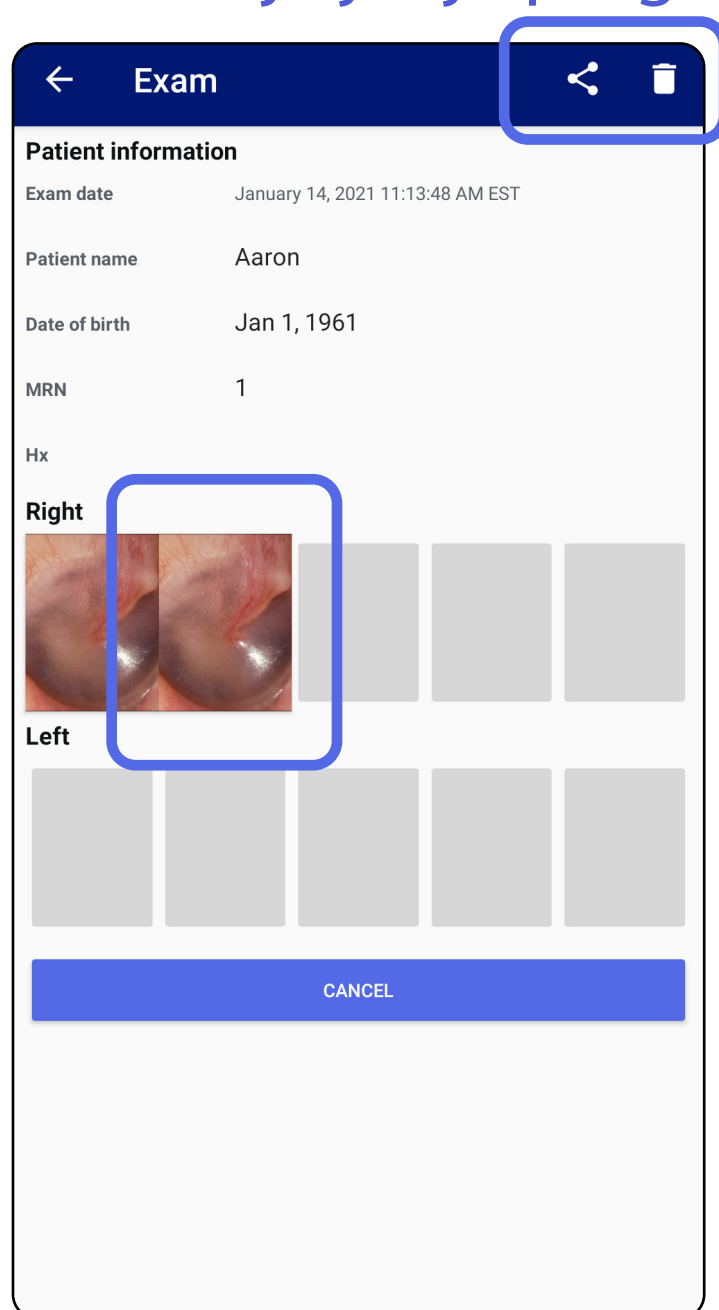 Exam
Patient information
Exam date January 14, 2021 11:13:48 AM EST
Patient name Aaron
Date of birth Jan 1, 1961
MRN 1
Hx
Right
Left
CANCEL